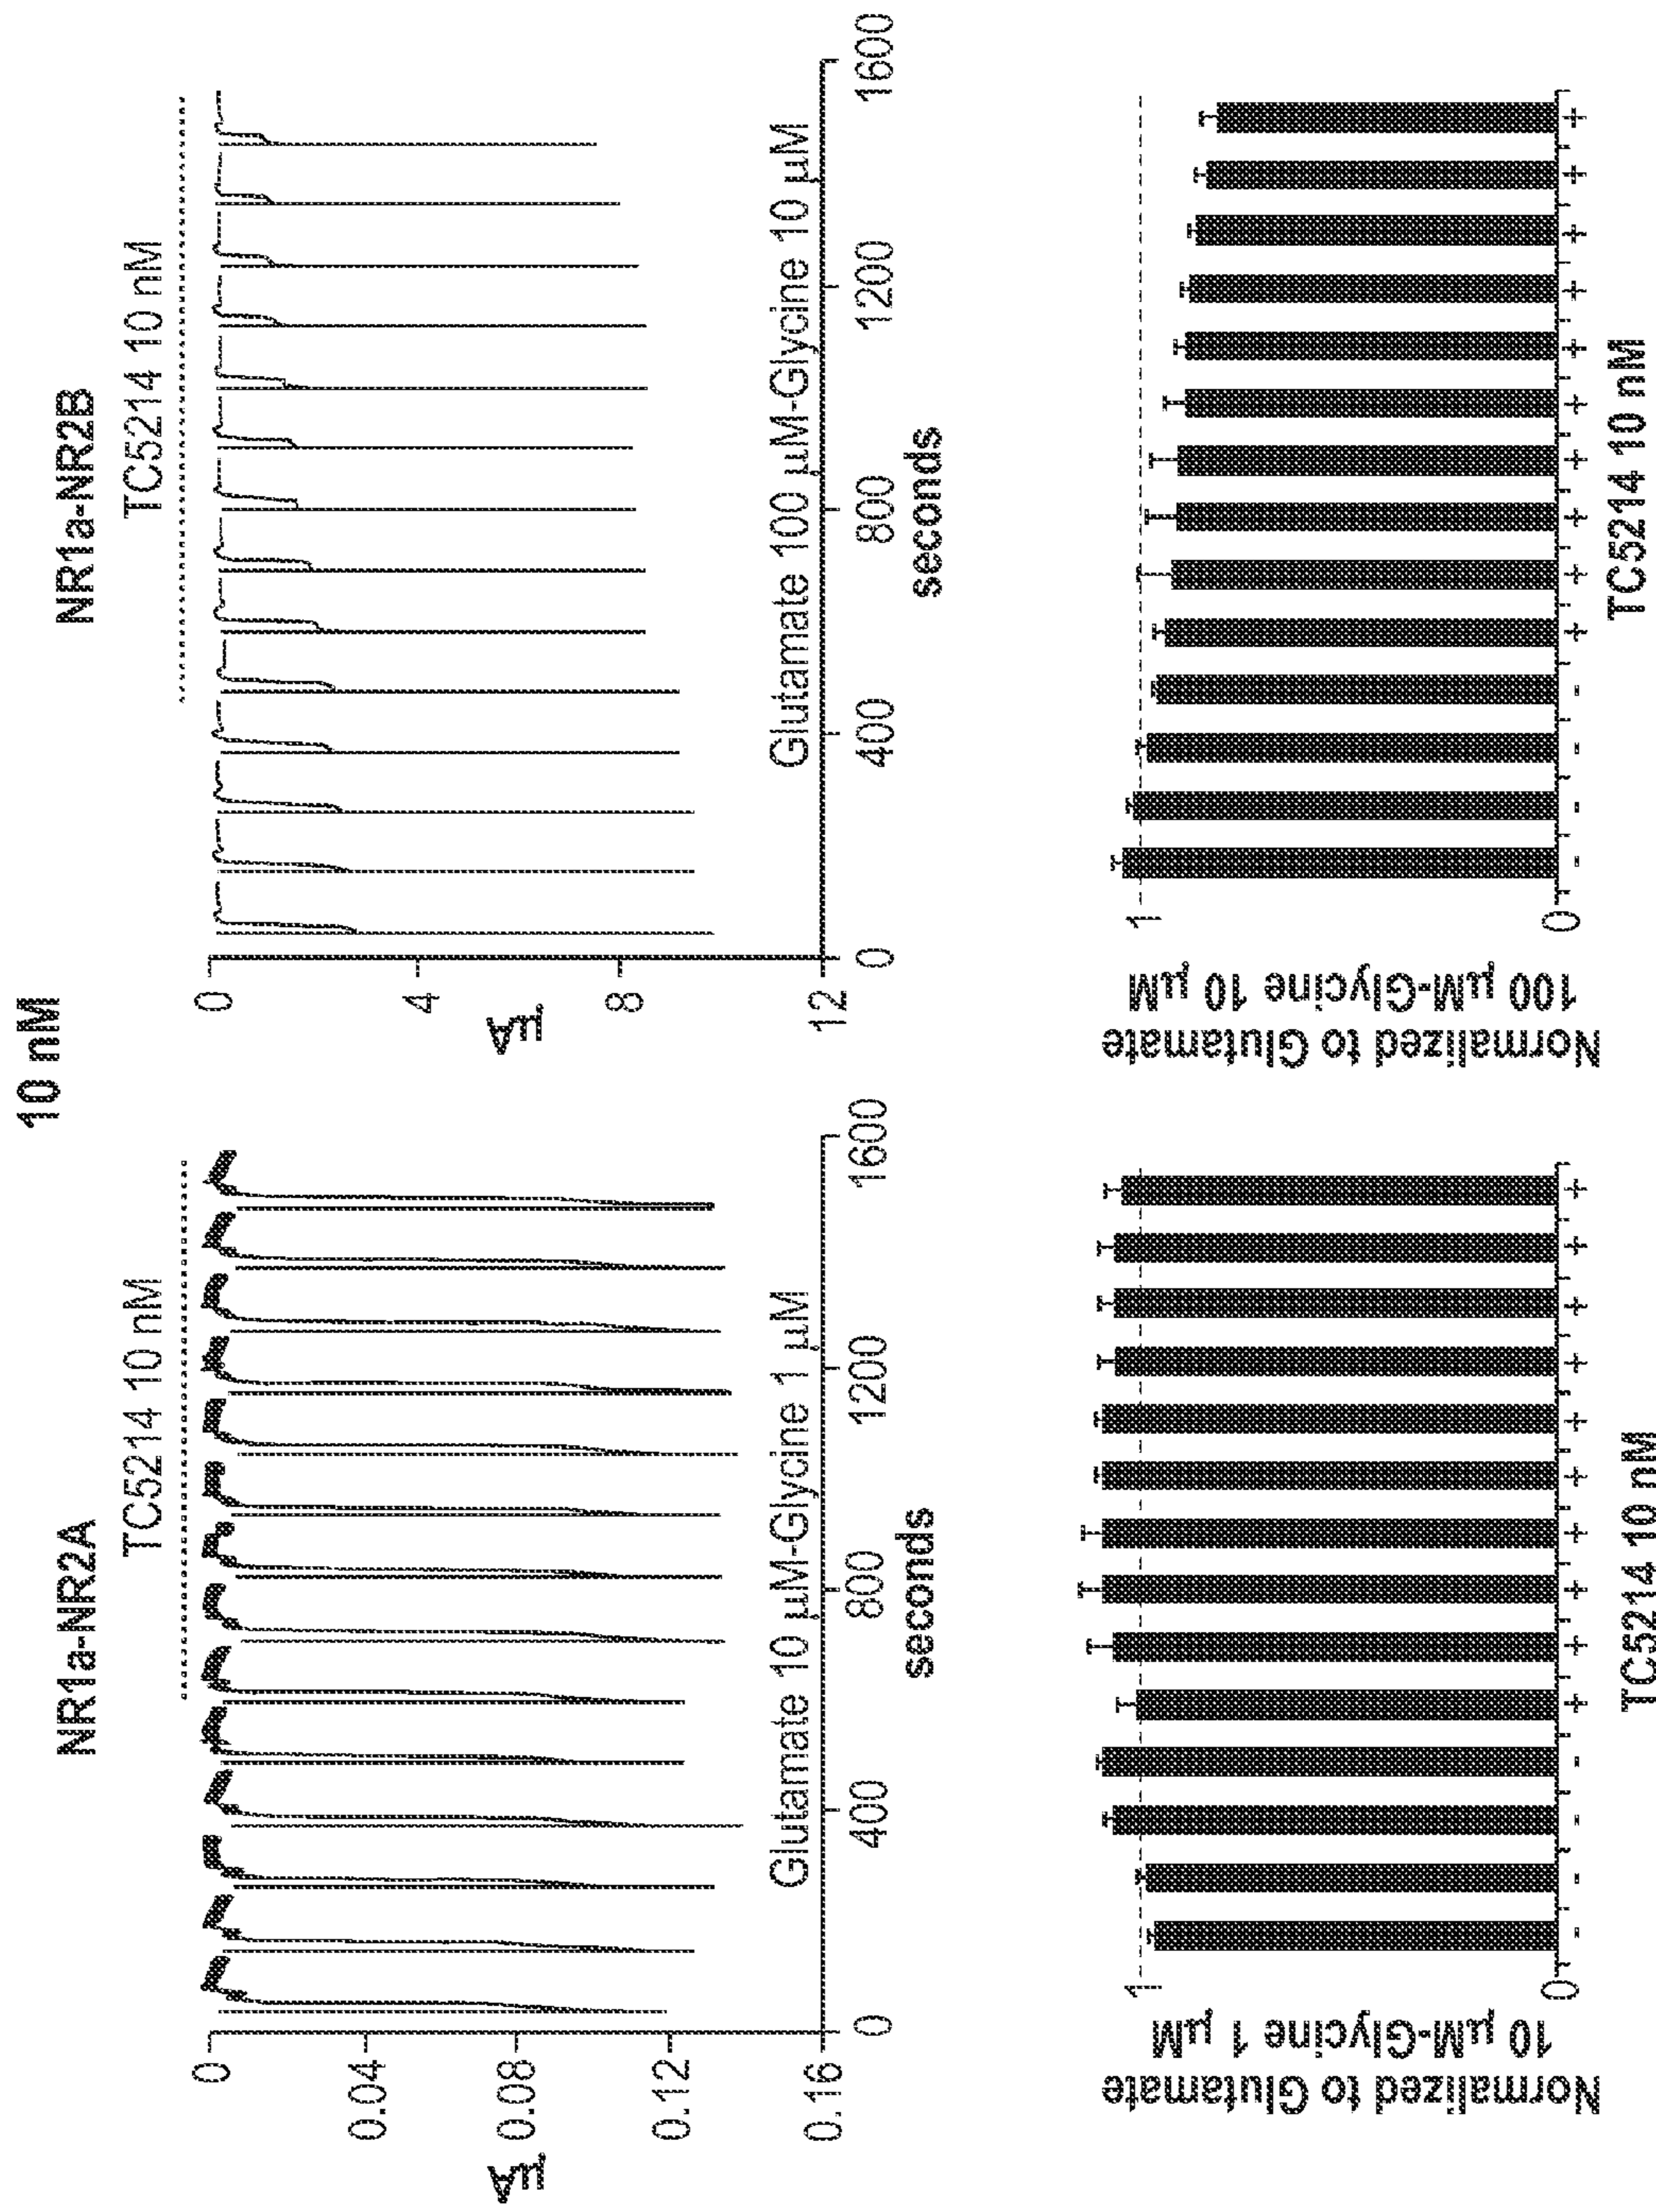 10 nM
NR1a-NR2A
TC5214 10 nM
0
0.04
0.08
0.12
0.16
µA
Glutamate 10 µM-Glycine 1 µM
0
400
800
1200
1600
seconds
NR1a-NR2B
TC5214 10 nM
0
4
8
12
µA
Glutamate 100 µM-Glycine 10 µM
0
400
800
1200
1600
seconds
Normalized to Glutamate
10 µM-Glycine 1 µM
1
0
- - - - + + + + + + + + + +
TC5214 10 nM
Normalized to Glutamate
100 µM-Glycine 10 µM
1
0
- - - - + + + + + + + + + +
TC5214 10 nM